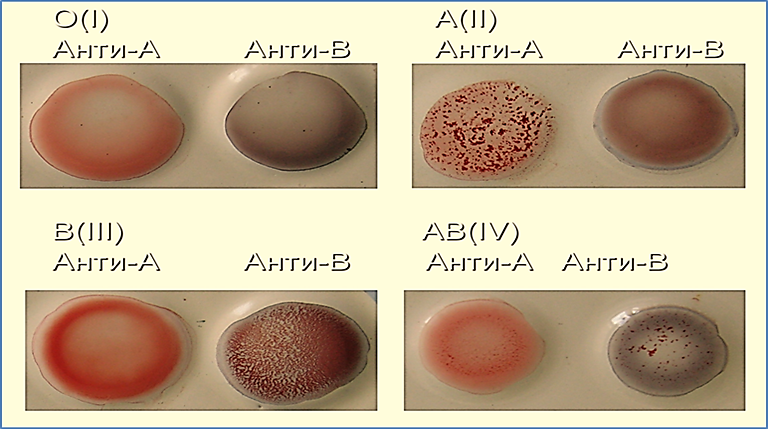 O(I)
Анти-А
Анти-В
A(II)
Анти-А
Анти-В
B(III)
Анти-А
Анти-В
AB(IV)
Анти-А
Анти-В